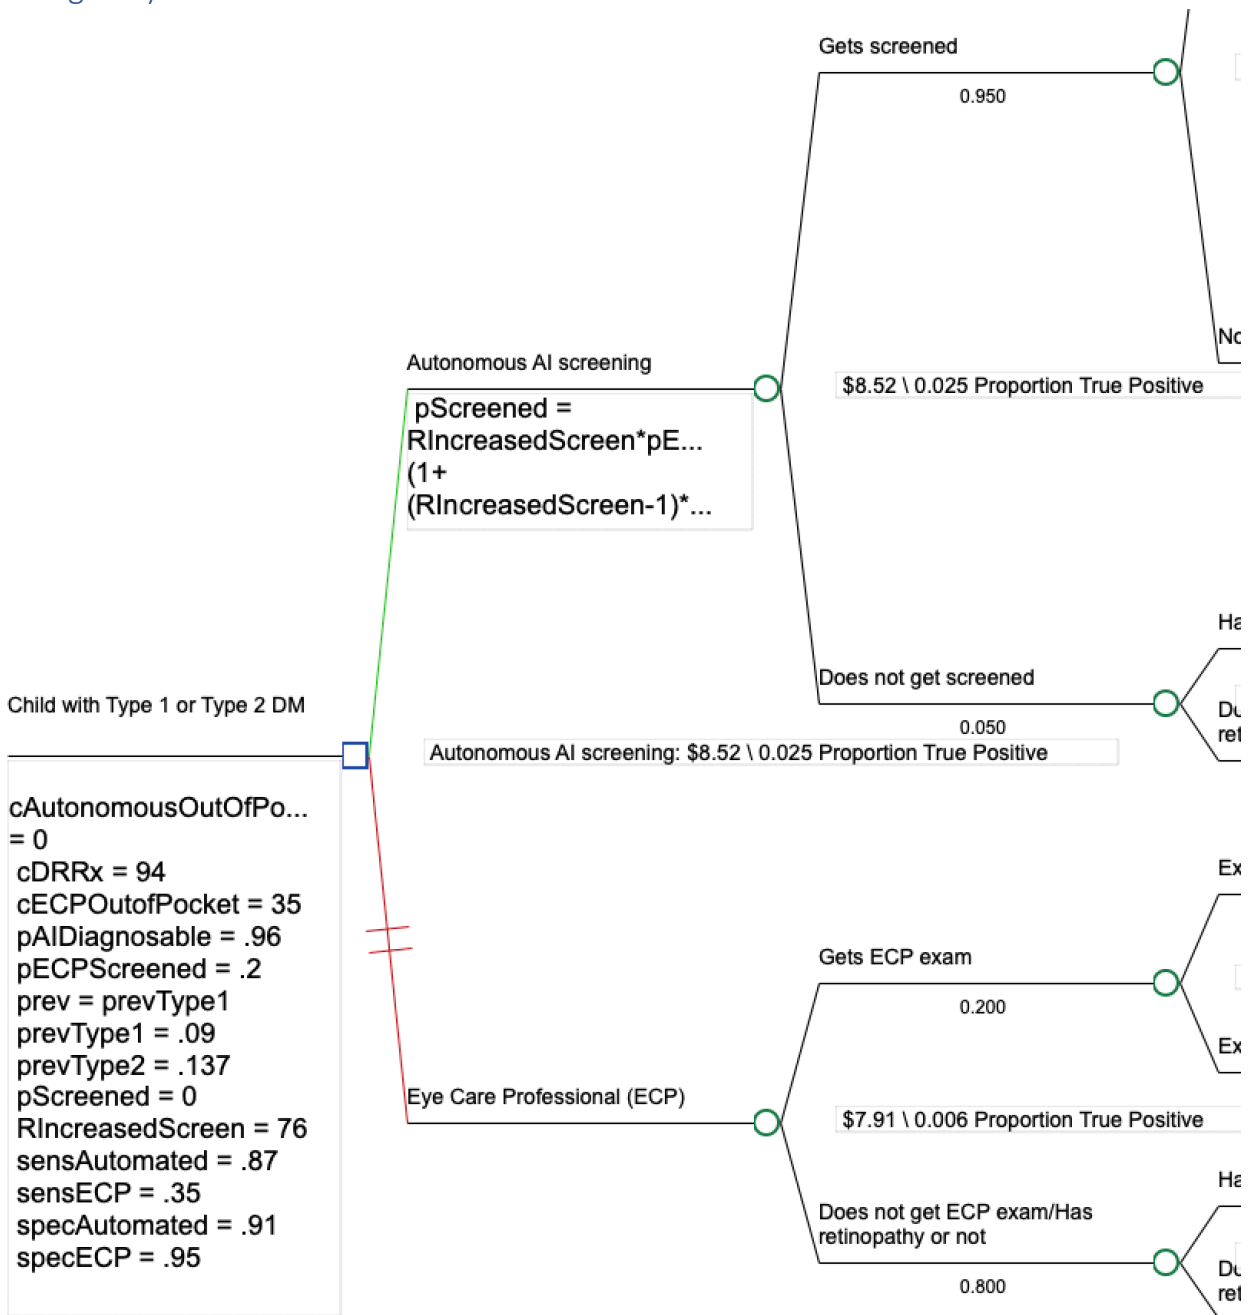 Gets screened
0.950
Autonomous AI screening
pScreened =
RIncreasedScreen*pE...
(1+
(RIncreasedScreen-1)*...
$8.52 \ 0.025 Proportion True Positive
Does not get screened
0.050
Child with Type 1 or Type 2 DM
Autonomous AI screening: $8.52 \ 0.025 Proportion True Positive
cAutonomousOutOfPo...
= 0
cDRRx = 94
cECPOutofPocket = 35
pAIDiagnosable = .96
pECPScreened = .2
prev = prevType1
prevType1 = .09
prevType2 = .137
pScreened = 0
RIncreasedScreen = 76
sensAutomated = .87
sensECP = .35
specAutomated = .91
specECP = .95
Gets ECP exam
0.200
Eye Care Professional (ECP)
$7.91 \ 0.006 Proportion True Positive
Does not get ECP exam/Has
retinopathy or not
0.800